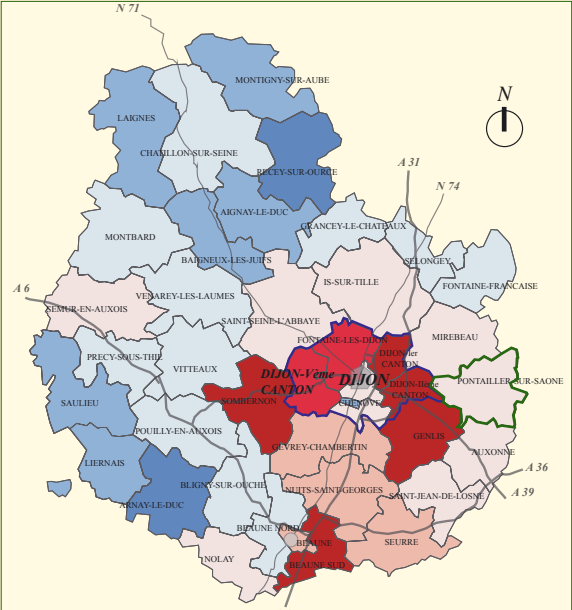 N 71
MONTIGNY-SUR-AUBE
LAIGNES
N
CHATILLON-SUR-SEINE
A 31
RECEY-SUR-OURCE
N 74
AIGNAY-LE-DUC
GRANCEY-LE-CHATEAUX
MONTBARD
BAIGNEUX-LES-JUIFS
SELONGEY
IS-SUR-TILLE
FONTAINE-FRANCAISE
A 6
VENAREY-LES-LAUMES
SEMUR-EN-AUXOIS
SAINT-SEINE-L'ABBAYE
MIREBEAU
FONTAINE-LES-DIJON
PRECY-SOUS-THIL
DIJON-Ier
CANTON
VITTEAUX
DIJON-Vème
CANTON
DIJON
DIJON-IIème
CANTON
PONTAILLER-SUR-SAONE
SAULIEU
SOMBERNON
CHENOVE
POUILLY-EN-AUXOIS
GENLIS
GEVREY-CHAMBERTIN
AUXONNE
LIERNAIS
A 36
BLIGNY-SUR-OUCHE
NUITS-SAINT-GEORGES
SAINT-JEAN-DE-LOSNE
A 39
ARNAY-LE-DUC
BEAUNE NORD
BEAUNE
SEURRE
NOLAY
BEAUNE SUD